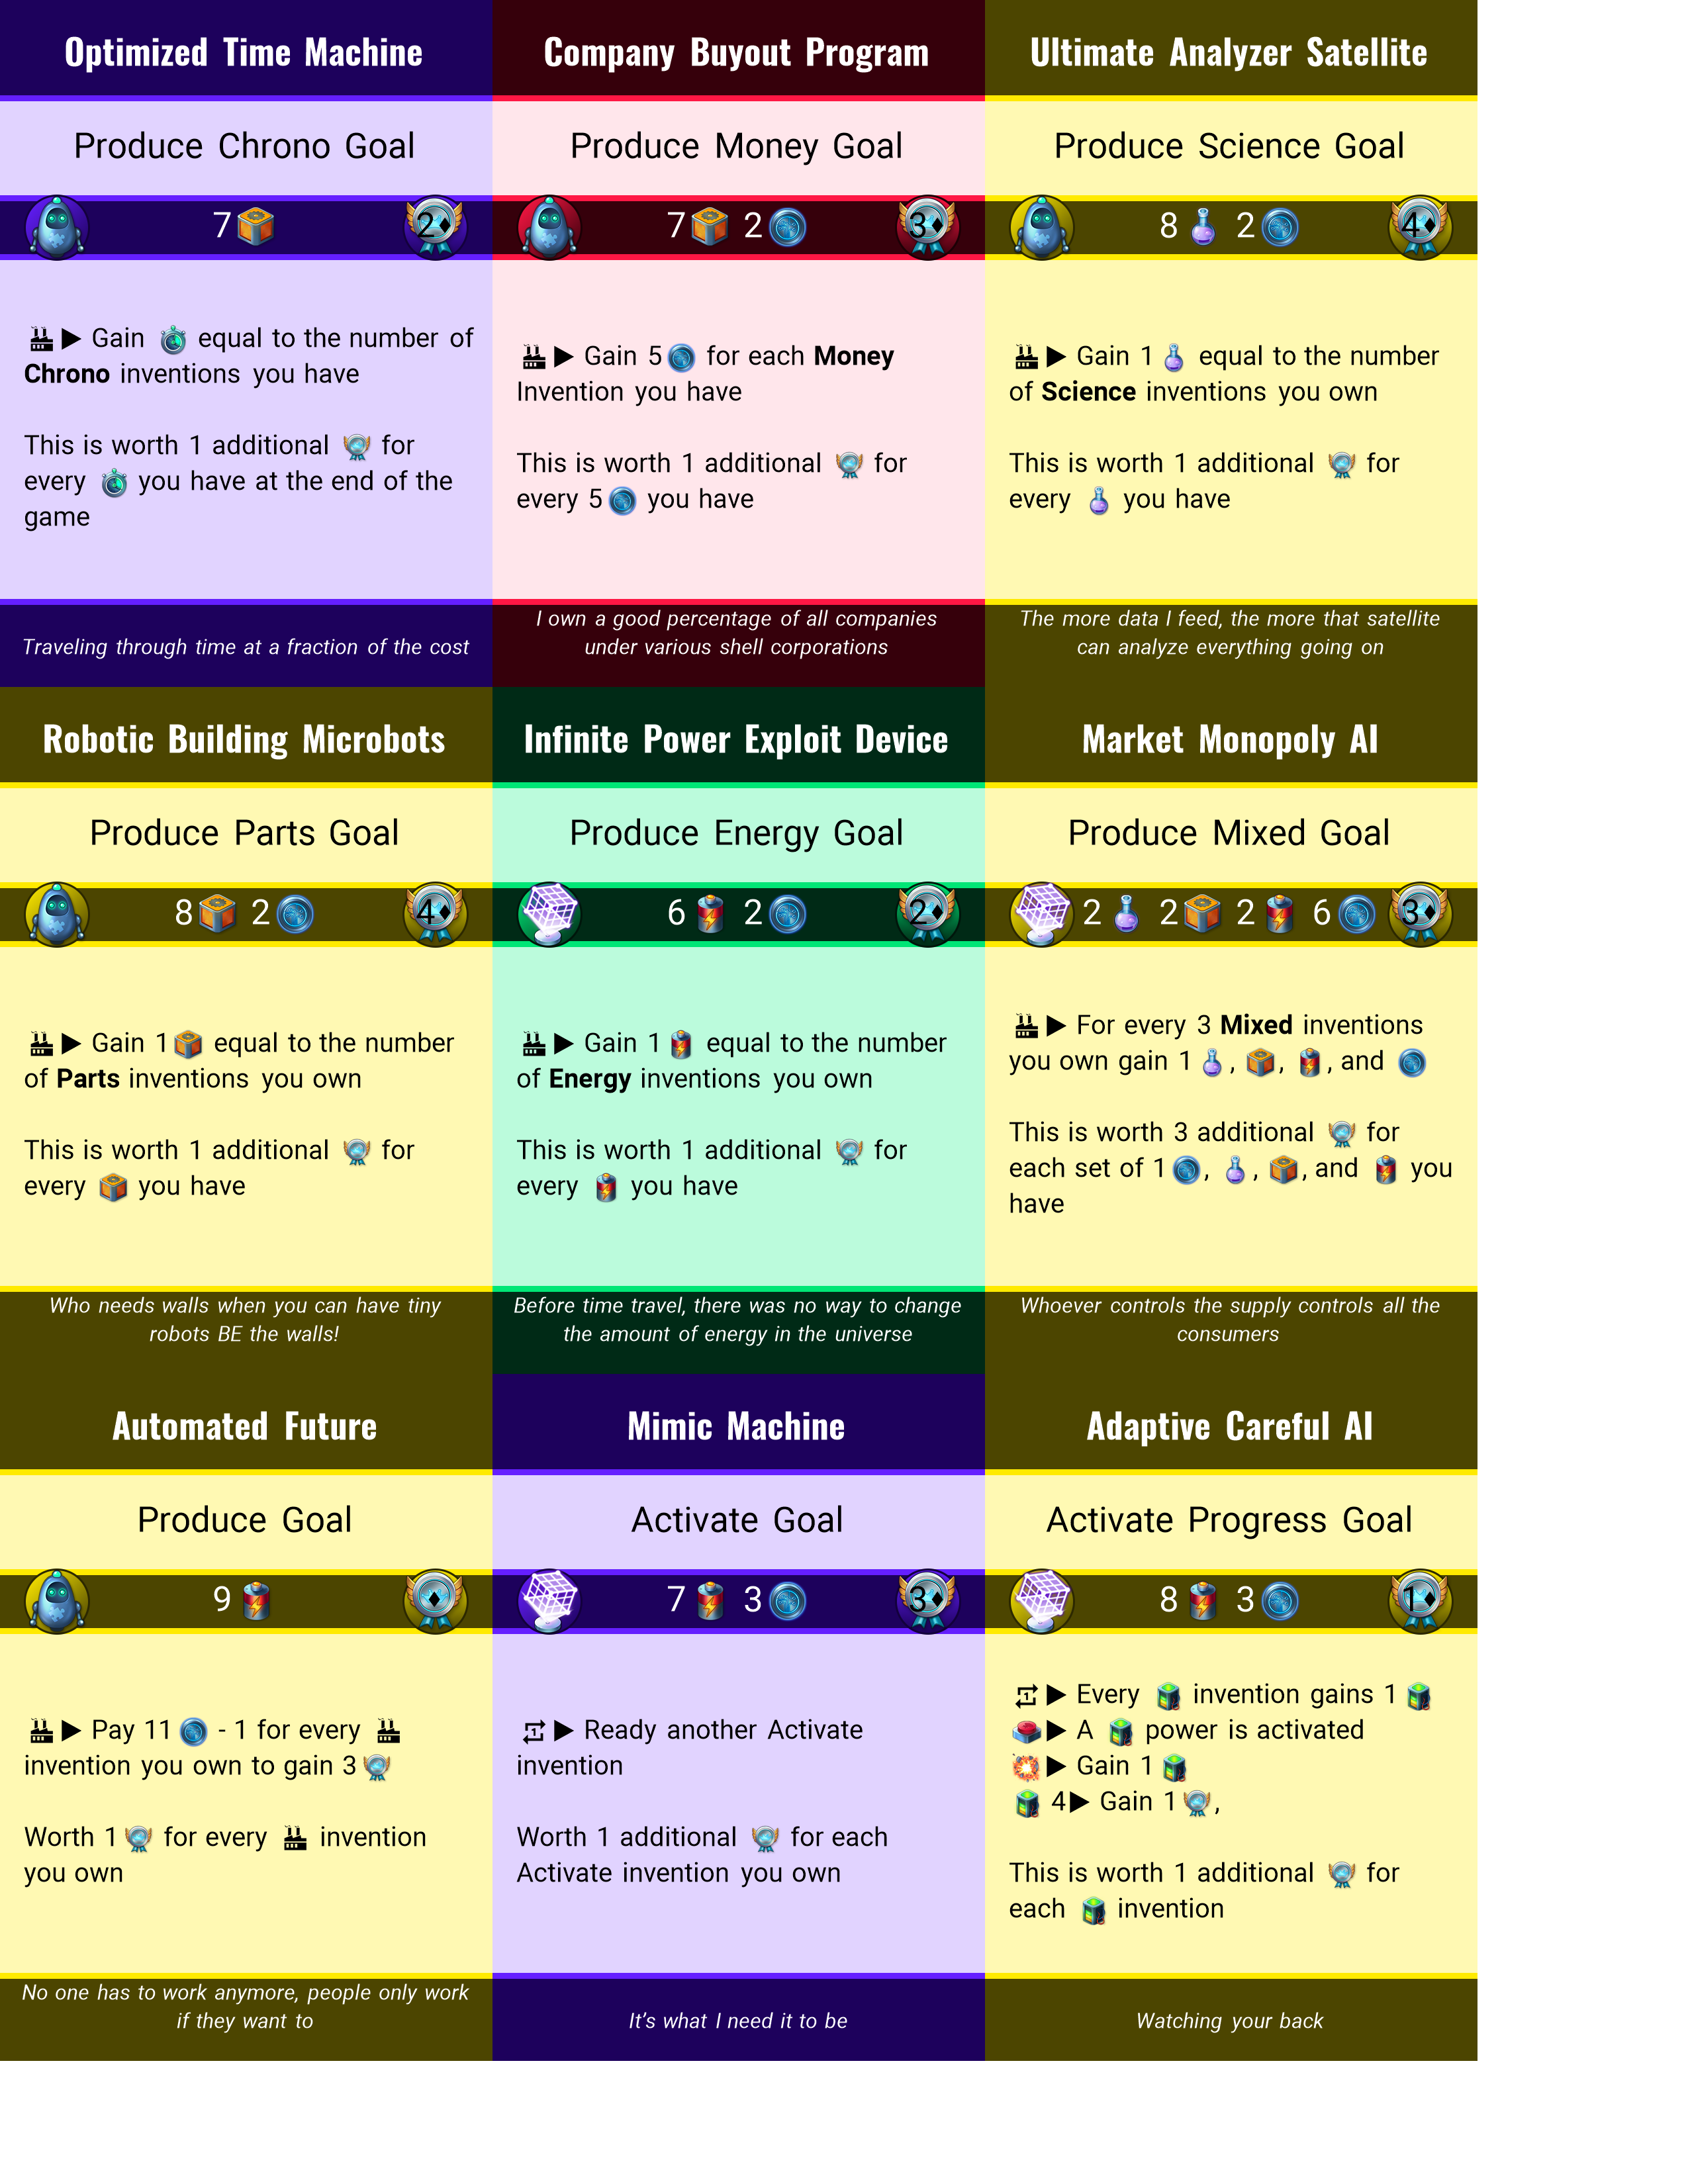 Optimized Time Machine
Produce Chrono Goal
7
2♦
▶ Gain equal to the number of
Chrono inventions you have
This is worth 1 additional for
every you have at the end of the
game
Traveling through time at a fraction of the cost
Company Buyout Program
Produce Money Goal
7 2
3♦
▶ Gain 5 for each Money
Invention you have
This is worth 1 additional for
every 5 you have
I own a good percentage of all companies
under various shell corporations
Ultimate Analyzer Satellite
Produce Science Goal
8 2
4♦
▶ Gain 1 equal to the number
of Science inventions you own
This is worth 1 additional for
every you have
The more data I feed, the more that satellite
can analyze everything going on
Robotic Building Microbots
Produce Parts Goal
8 2
4♦
▶ Gain 1 equal to the number
of Parts inventions you own
This is worth 1 additional for
every you have
Who needs walls when you can have tiny
robots BE the walls!
Infinite Power Exploit Device
Produce Energy Goal
6 2
2♦
▶ Gain 1 equal to the number
of Energy inventions you own
This is worth 1 additional for
every you have
Before time travel, there was no way to change
the amount of energy in the universe
Market Monopoly AI
Produce Mixed Goal
2 2 2 6
3♦
▶ For every 3 Mixed inventions
you own gain 1 , , , and
This is worth 3 additional for
each set of 1 , , , and you
have
Whoever controls the supply controls all the
consumers
Automated Future
Produce Goal
9
♦
▶ Pay 11 - 1 for every
invention you own to gain 3
Worth 1 for every invention
you own
No one has to work anymore, people only work
if they want to
Mimic Machine
Activate Goal
7 3
3♦
1 ▶ Ready another Activate
invention
Worth 1 additional for each
Activate invention you own
It's what I need it to be
Adaptive Careful AI
Activate Progress Goal
8 3
1♦
1 ▶ Every invention gains 1
▶ A power is activated
▶ Gain 1
4▶ Gain 1 ,
This is worth 1 additional for
each invention
Watching your back